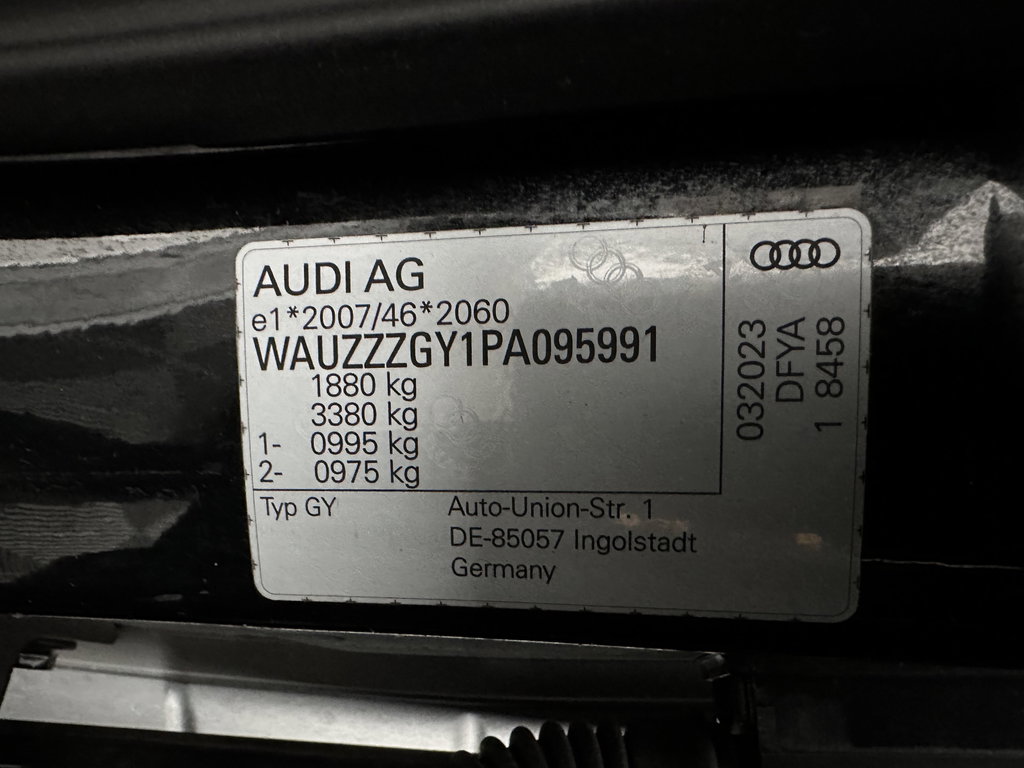 AUDI AG
e1*2007/46*2060
WAUZZZGY1PA095991
1880 kg
3380 kg
1- 0995 kg
2- 0975 kg
Typ GY
Auto-Union-Str. 1
DE-85057 Ingolstadt
Germany
032023
DFYA
1 8458